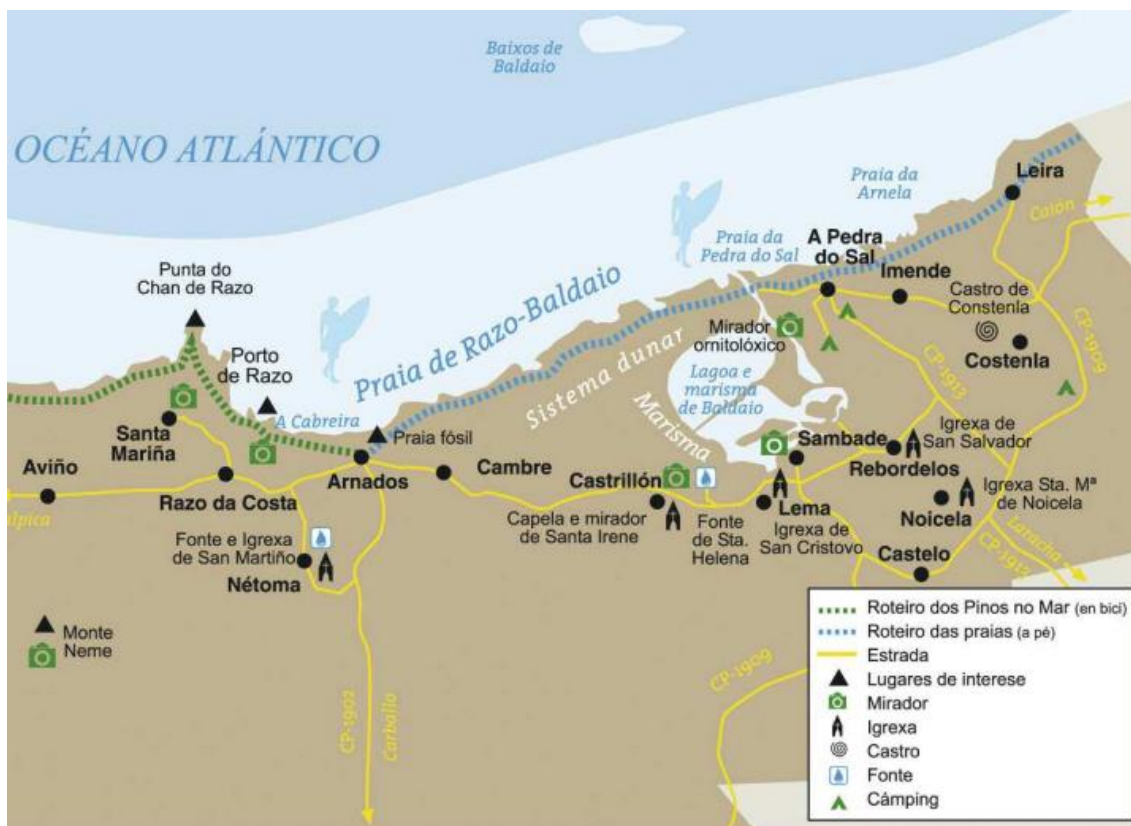 Baixos de
Baldaio
OCÉANO ATLÁNTICO
Leira
Praia da
Arnela
Caión
Praia da
Pedra do Sal
A Pedra
do Sal
Imende
Punta do
Chan de Razo
Castro de
Constenla
Praia de Razo-Baldaio
Mirador
ornitolóxico
Costenla
CP-1909
Porto
de Razo
Sistema dunar
CP-1913
Lagoa e
marisma
de Baldaio
A Cabreira
Marisma
Santa
Mariña
Praia fósil
Sambade
Igrexa de
San Salvador
Aviño
Arnados
Cambre
Castrillón
Rebordelos
Razo da Costa
Lema
Igrexa Sta. Mª
de Noicela
Noicela
Capela e mirador
de Santa Irene
Fonte
de Sta.
Helena
Igrexa de
San Cristovo
Fonte e Igrexa
de San Martiño
Castelo
Laracha
CP-1912
Nétoma
Monte
Neme
CP-1909
CP-1902
Carballo
Roteiro dos Pinos no Mar (en bici)
Roteiro das praias (a pé)
Estrada
Lugares de interese
Mirador
Igrexa
Castro
Fonte
Cámping